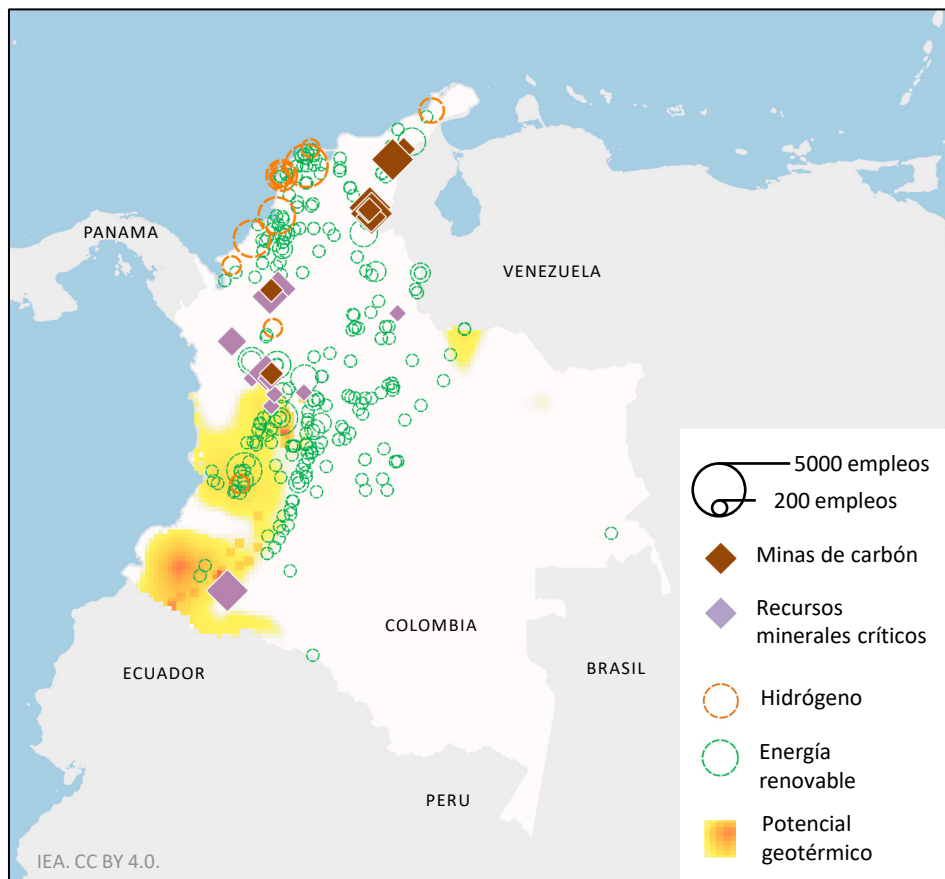 PANAMA
VENEZUELA
COLOMBIA
ECUADOR
BRASIL
PERU
5000 empleos
200 empleos
Minas de carbón
Recursos
minerales críticos
Hidrógeno
Energía
renovable
Potencial
geotérmico
IEA. CC BY 4.0.